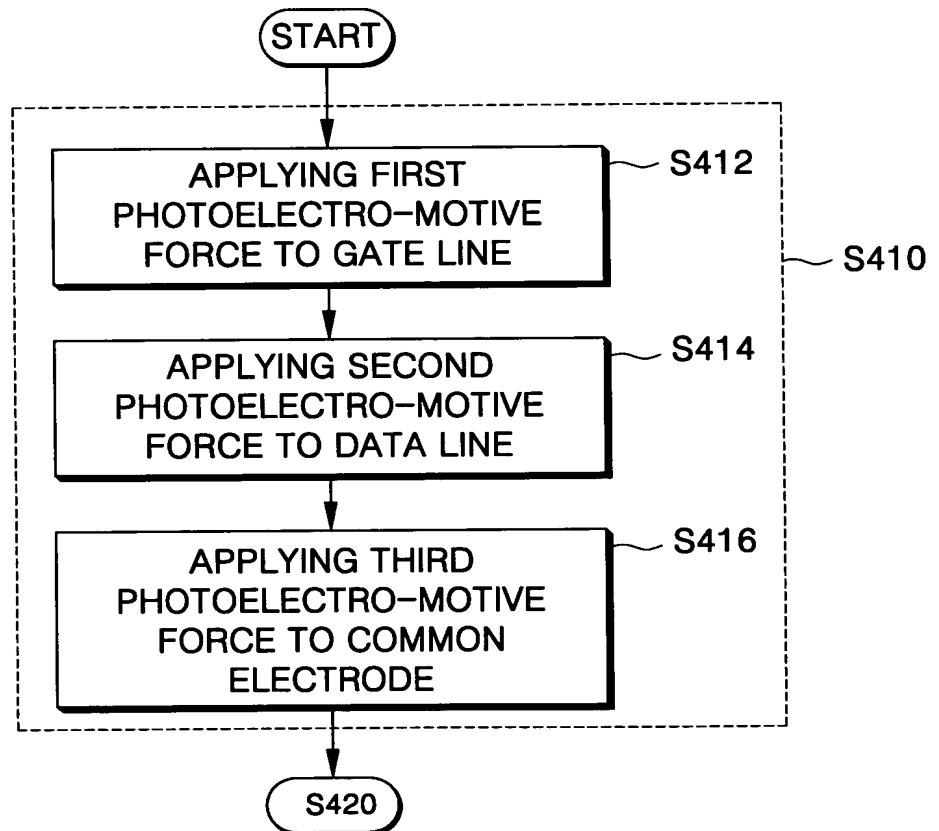 START
APPLYING FIRST
PHOTOELECTRO-MOTIVE
FORCE TO GATE LINE
S412
S410
APPLYING SECOND
PHOTOELECTRO-MOTIVE
FORCE TO DATA LINE
S414
APPLYING THIRD
PHOTOELECTRO-MOTIVE
FORCE TO COMMON
ELECTRODE
S416
S420